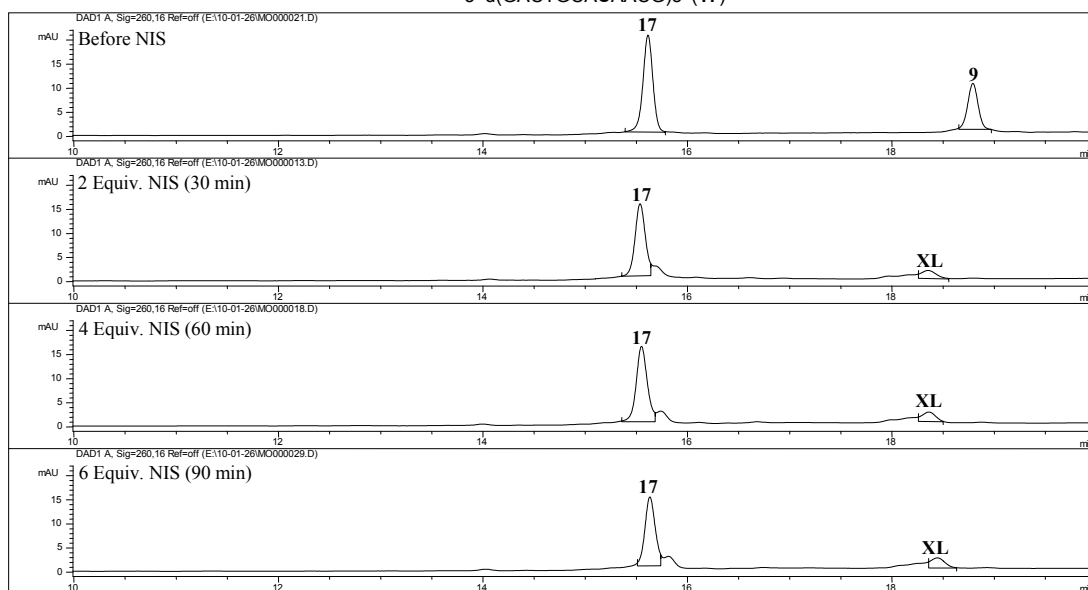 DAD1 A, Sig=260,16 Ref=off (E:\10-01-26\MO000021.D)
mAU
Before NIS
17
9
15
10
5
0
10 12 14 16 18
DAD1 A, Sig=260,16 Ref=off (E:\10-01-26\MO000013.D)
mAU
2 Equiv. NIS (30 min)
17
XL
15
10
5
0
10 12 14 16 18
DAD1 A, Sig=260,16 Ref=off (E:\10-01-26\MO000018.D)
mAU
4 Equiv. NIS (60 min)
17
XL
15
10
5
0
10 12 14 16 18
DAD1 A, Sig=260,16 Ref=off (E:\10-01-26\MO000029.D)
mAU
6 Equiv. NIS (90 min)
17
XL
15
10
5
0
10 12 14 16 18